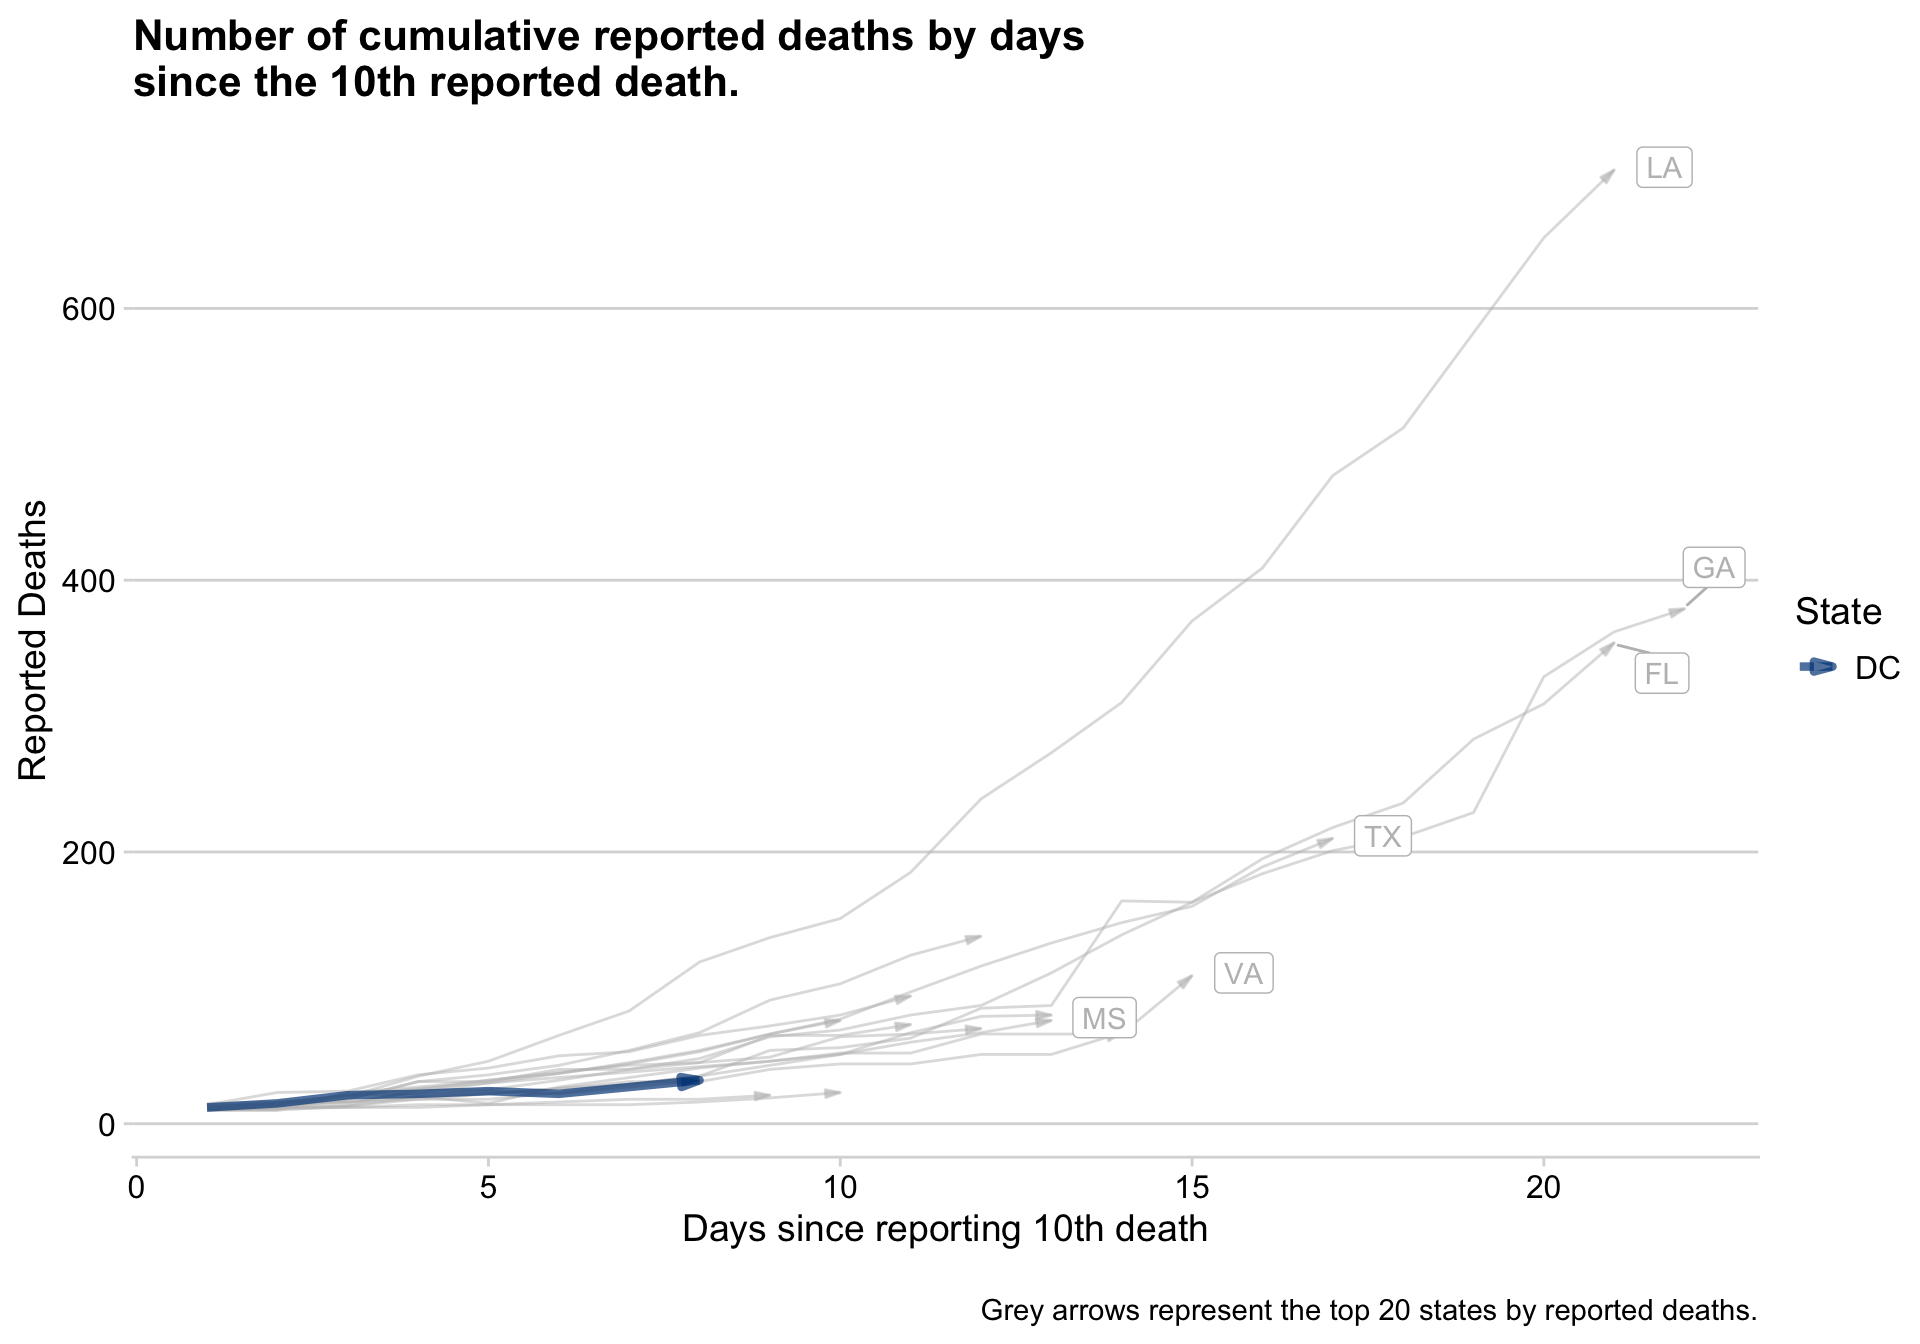 Number of cumulative reported deaths by days
since the 10th reported death.
LA
600
GA
400
FL
TX
200
VA
MS
0
Reported Deaths
State
DC
0 5 10 15 20
Days since reporting 10th death
Grey arrows represent the top 20 states by reported deaths.